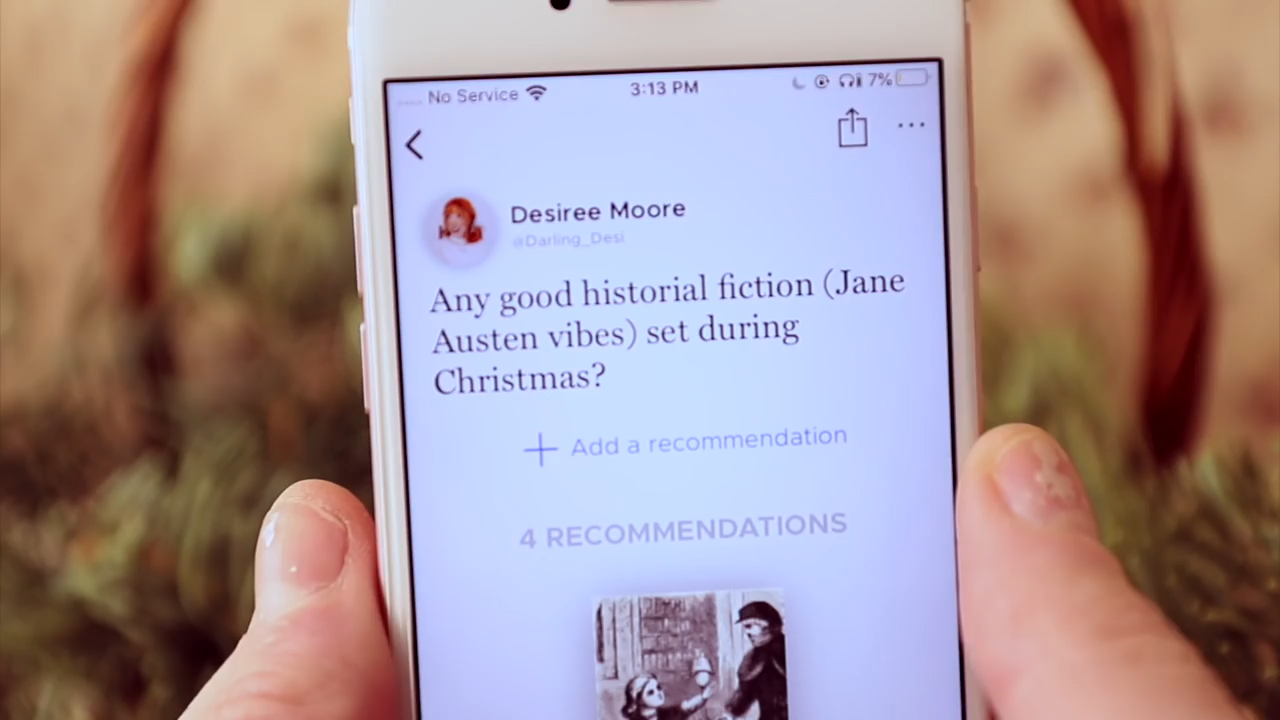 No Service 3:13 PM 7%
Desiree Moore
@Darling_Desi
Any good historial fiction (Jane
Austen vibes) set during
Christmas?
+ Add a recommendation
4 RECOMMENDATIONS